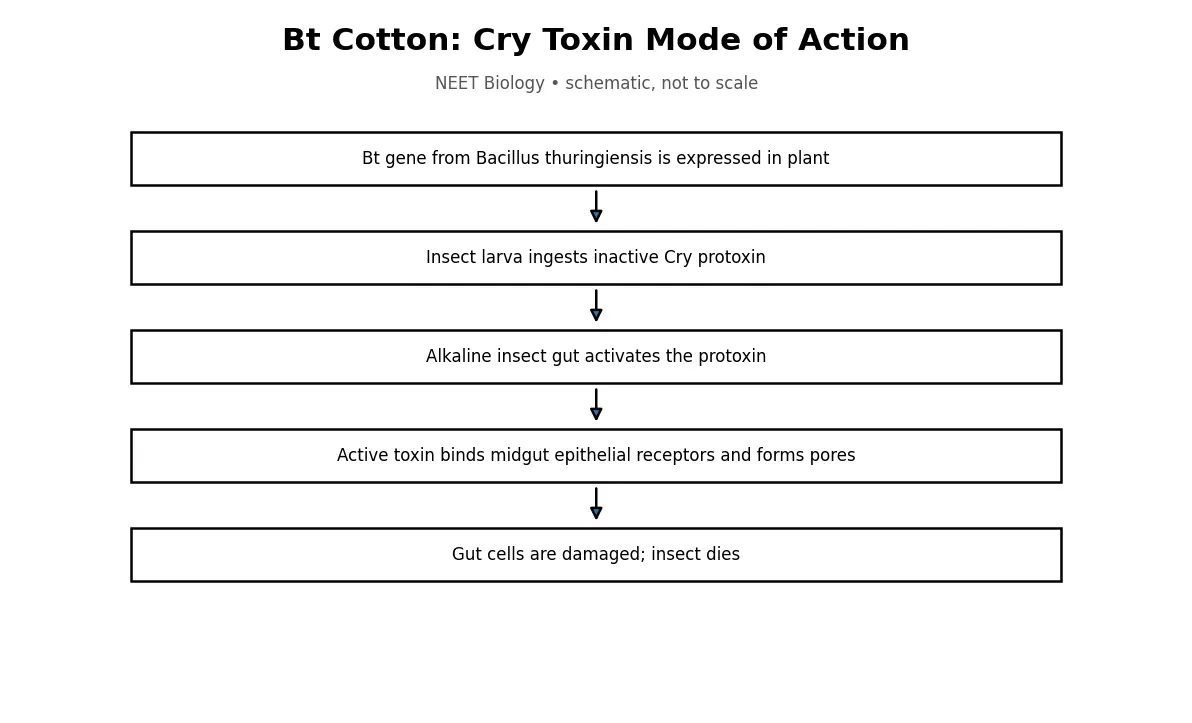 Bt Cotton: Cry Toxin Mode of Action
NEET Biology • schematic, not to scale
Bt gene from Bacillus thuringiensis is expressed in plant
Insect larva ingests inactive Cry protoxin
Alkaline insect gut activates the protoxin
Active toxin binds midgut epithelial receptors and forms pores
Gut cells are damaged; insect dies